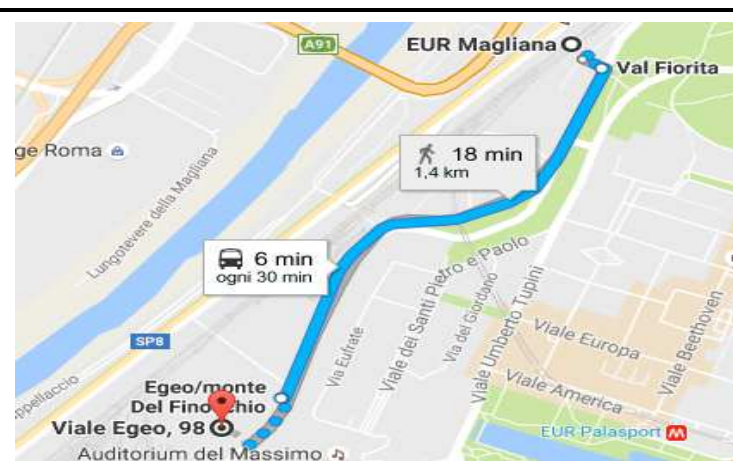 A91
EUR Magliana
Val Fiorita
ge Roma
18 min
1,4 km
Lungotevere della Magliana
6 min
ogni 30 min
SP8
Via Eufrate
Viale dei Santi Pietro e Paolo
Via del Giordano
Viale Umberto Tupini
Viale Europa
Viale Beethoven
Viale America
ppellaccio
Egeo/monte
Del Finocchio
Viale Egeo, 98
Auditorium del Massimo
EUR Palasport M